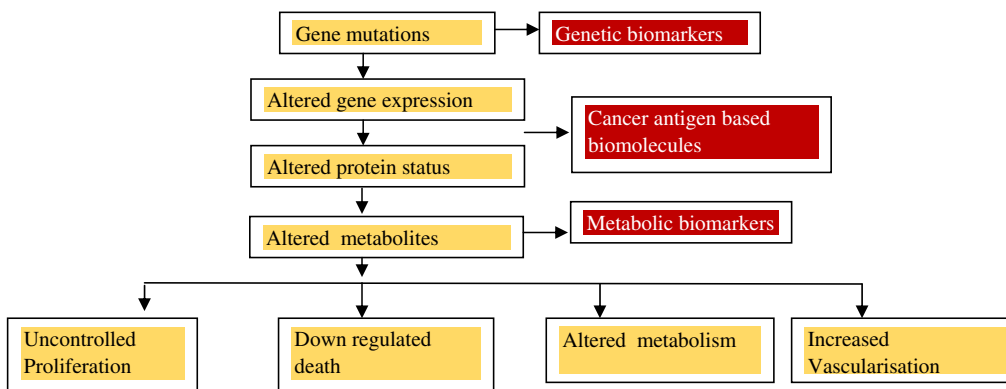 Gene mutations
Genetic biomarkers
Altered gene expression
Cancer antigen based
biomolecules
Altered protein status
Metabolic biomarkers
Altered metabolites
Uncontrolled
Proliferation
Down regulated
death
Altered metabolism
Increased
Vascularisation